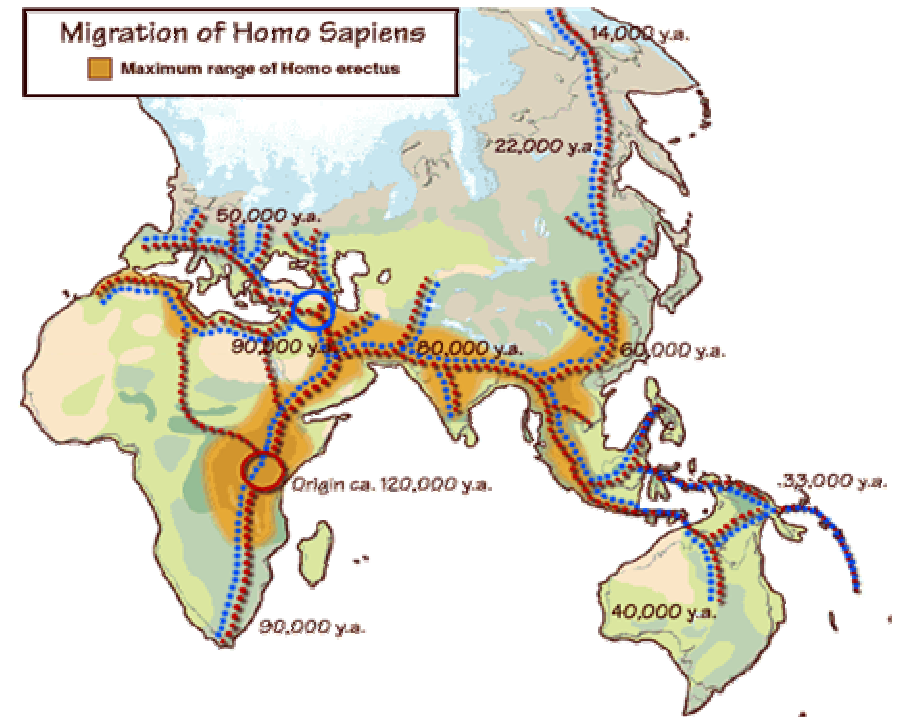 Migration of Homo Sapiens
Maximum range of Homo erectus
14,000 y.a.
22,000 y.a.
50,000 y.a.
90,000 y.a.
80,000 y.a.
60,000 y.a.
Origin ca. 120,000 y.a.
33,000 y.a.
40,000 y.a.
90,000 y.a.